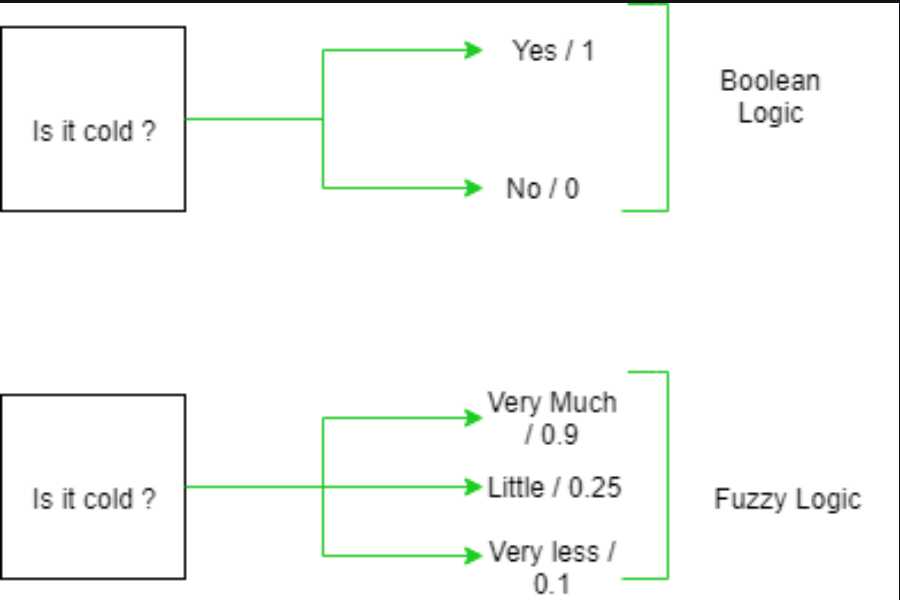 Is it cold ?
Yes / 1
No / 0
Boolean
Logic
Is it cold ?
Very Much
/ 0.9
Little / 0.25
Very less /
0.1
Fuzzy Logic